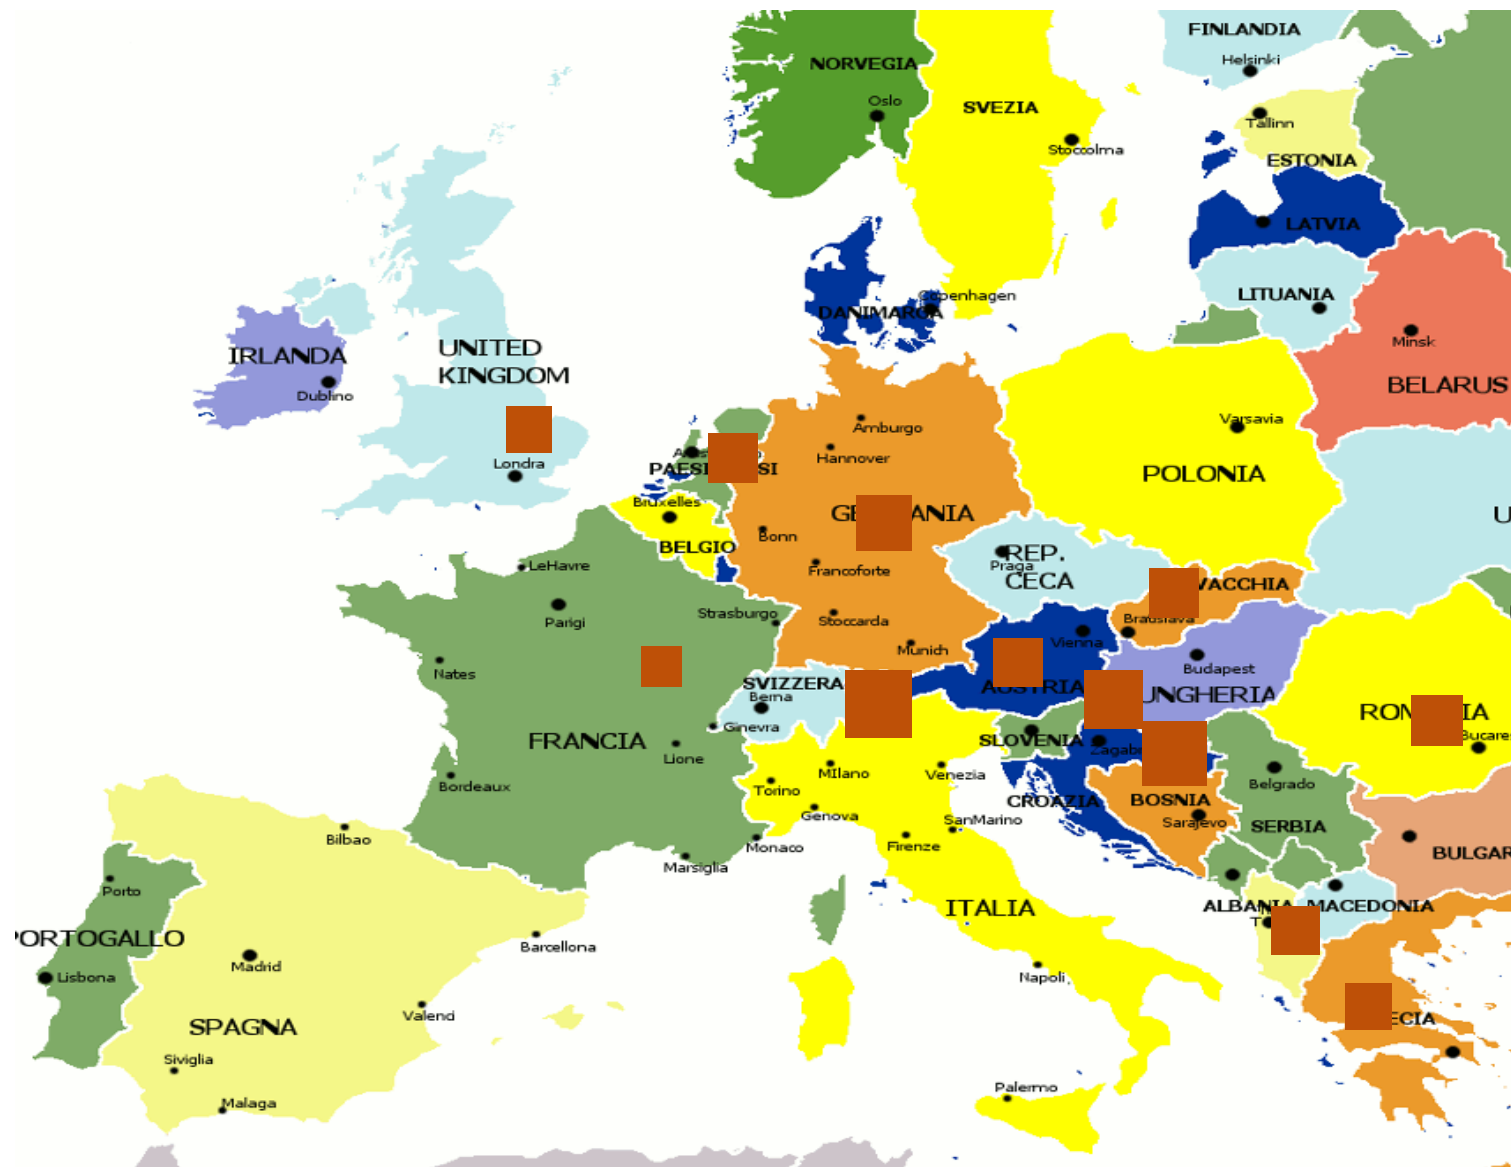 FINLANDIA
Helsinki
NORVEGIA
Oslo
SVEZIA
Stoccolma
Tallinn
ESTONIA
LATVIA
LITUANIA
Copenhagen
DANIMARCA
Minsk
BELARUS
IRLANDA
Dublino
UNITED
KINGDOM
Londra
Amburgo
Hannover
Varsavia
POLONIA
Bruxelles
BELGIO
Bonn
Francoforte
Stoccarda
Munich
REP.
Praga
CECA
LeHavre
Parigi
Strasburgo
Nates
FRANCIA
Lione
Bordeaux
SVIZZERA
Berna
Ginevra
Vienna
AUSTRIA
Budapest
UNGHERIA
SLOVENIA
CROAZIA
BOSNIA
Sarajevo
Belgrado
SERBIA
MIlano
Torino
Venezia
Genova
SanMarino
Firenze
Monaco
Marsiglia
Bilbao
Porto
Lisbona
Madrid
Barcellona
SPAGNA
Siviglia
Malaga
ITALIA
Napoli
Palermo
ALBANIA
MACEDONIA